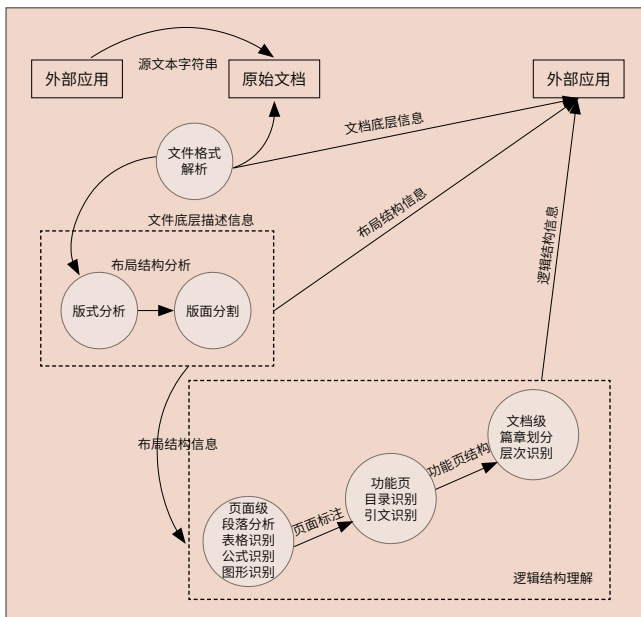 外部应用
源文本字符串
原始文档
外部应用
文件格式
解析
文档底层信息
文件底层描述信息
布局结构信息
逻辑结构信息
布局结构分析
版式分析
版面分割
布局结构信息
文档级
篇章划分
层次识别
功能页结构
功能页
目录识别
引文识别
页面标注
页面级
段落分析
表格识别
公式识别
图形识别
逻辑结构理解